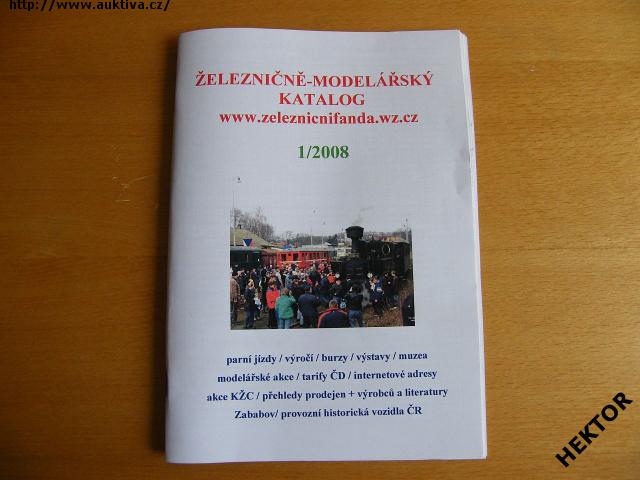 http://www.auktiva.cz/
ŽELEZNIČNĚ-MODELÁŘSKÝ
KATALOG
www.zeleznicnifanda.wz.cz
1/2008
parní jízdy / výročí / burzy / výstavy / muzea
modelářské akce / tarify ČD / internetové adresy
akce KŽC / přehledy prodejen + výrobců a literatury
Zababov/ provozní historická vozidla ČR
HEKTOR